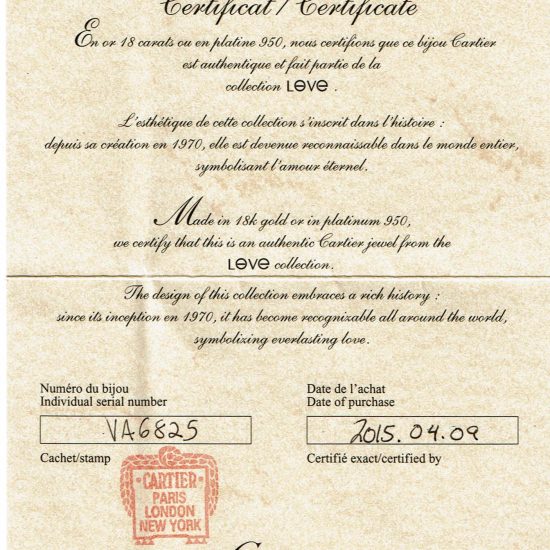 Certificat / Certificate
En or 18 carats ou en platine 950, nous certifions que ce bijou Cartier
est authentique et fait partie de la
collection LOVE .
L'esthétique de cette collection s'inscrit dans l'histoire :
depuis sa création en 1970, elle est devenue reconnaissable dans le monde entier,
symbolisant l'amour éternel.
Made in 18k gold or in platinum 950,
we certify that this is an authentic Cartier jewel from the
LOVE collection.
The design of this collection embraces a rich history :
since its inception en 1970, it has become recognizable all around the world,
symbolizing everlasting love.
Numéro du bijou
Individual serial number
VA6825
Date de l'achat
Date of purchase
2015.04.09
Cachet/stamp
Certifié exact/certified by
CARTIER
PARIS
LONDON
NEW YORK